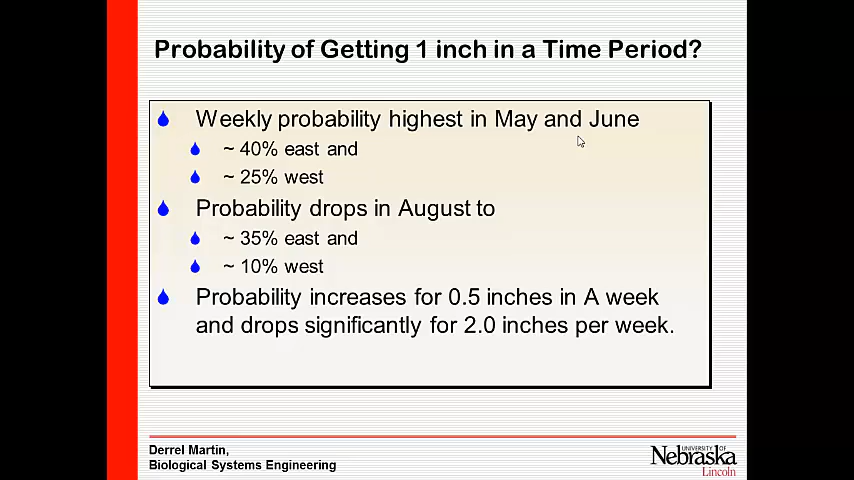 Probability of Getting 1 inch in a Time Period?
Weekly probability highest in May and June
~ 40% east and
~ 25% west
Probability drops in August to
~ 35% east and
~ 10% west
Probability increases for 0.5 inches in A week
and drops significantly for 2.0 inches per week.
Derrel Martin,
Biological Systems Engineering
UNIVERSITY OF
Nebraska
Lincoln